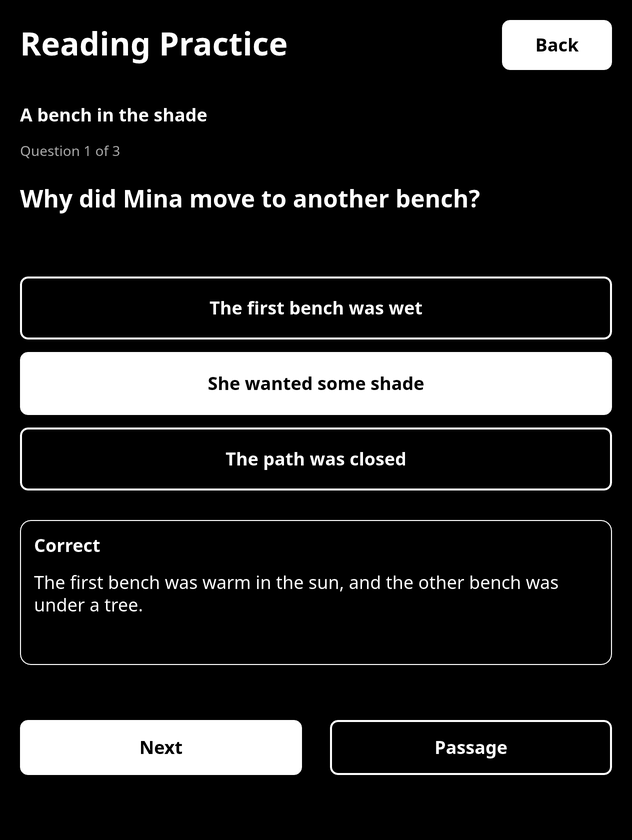 Reading Practice
Back
A bench in the shade
Question 1 of 3
Why did Mina move to another bench?
The first bench was wet
She wanted some shade
The path was closed
Correct
The first bench was warm in the sun, and the other bench was
under a tree.
Next
Passage